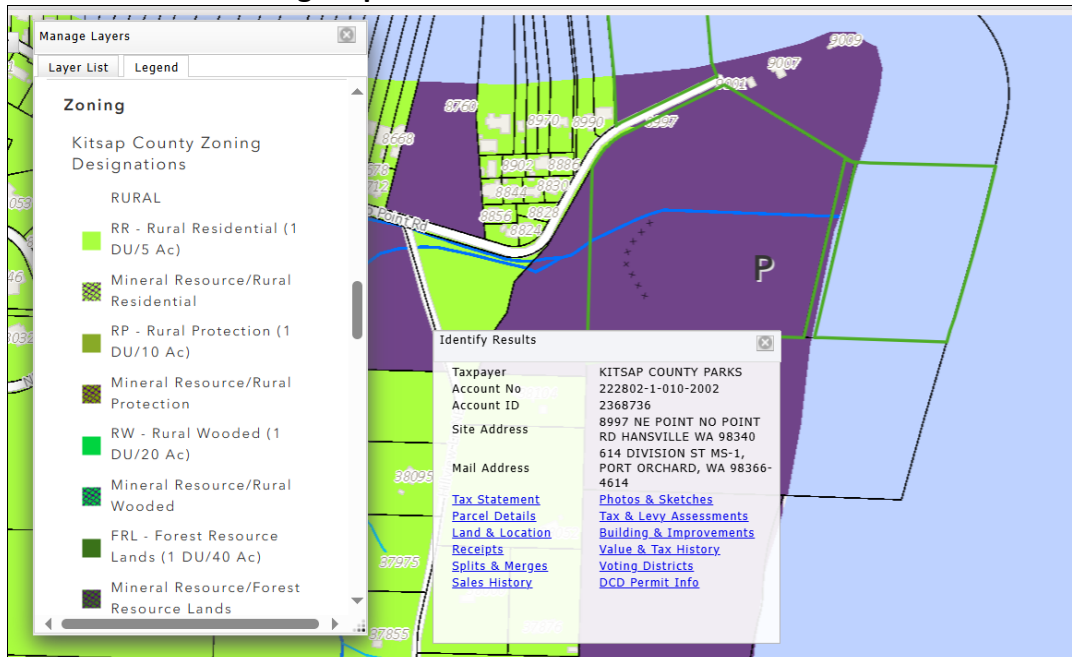 Manage Layers
Layer List
Legend
Zoning
Kitsap County Zoning
Designations
RURAL
RR - Rural Residential (1
DU/5 Ac)
Mineral Resource/Rural
Residential
RP - Rural Protection (1
DU/10 Ac)
Mineral Resource/Rural
Protection
RW - Rural Wooded (1
DU/20 Ac)
Mineral Resource/Rural
Wooded
FRL - Forest Resource
Lands (1 DU/40 Ac)
Mineral Resource/Forest
Resource Lands
9009
9007
9001
8997
8760
8970
8990
8668
8902
8886
8844
8830
8856
8828
8824
Point Rd
P
38095
37975
37855
Identify Results
Taxpayer KITSAP COUNTY PARKS
Account No 222802-1-010-2002
Account ID 2368736
Site Address 8997 NE POINT NO POINT
RD HANSVILLE WA 98340
Mail Address 614 DIVISION ST MS-1,
PORT ORCHARD, WA 98366-
4614
Tax Statement Photos & Sketches
Parcel Details Tax & Levy Assessments
Land & Location Building & Improvements
Receipts Value & Tax History
Splits & Merges Voting Districts
Sales History DCD Permit Info